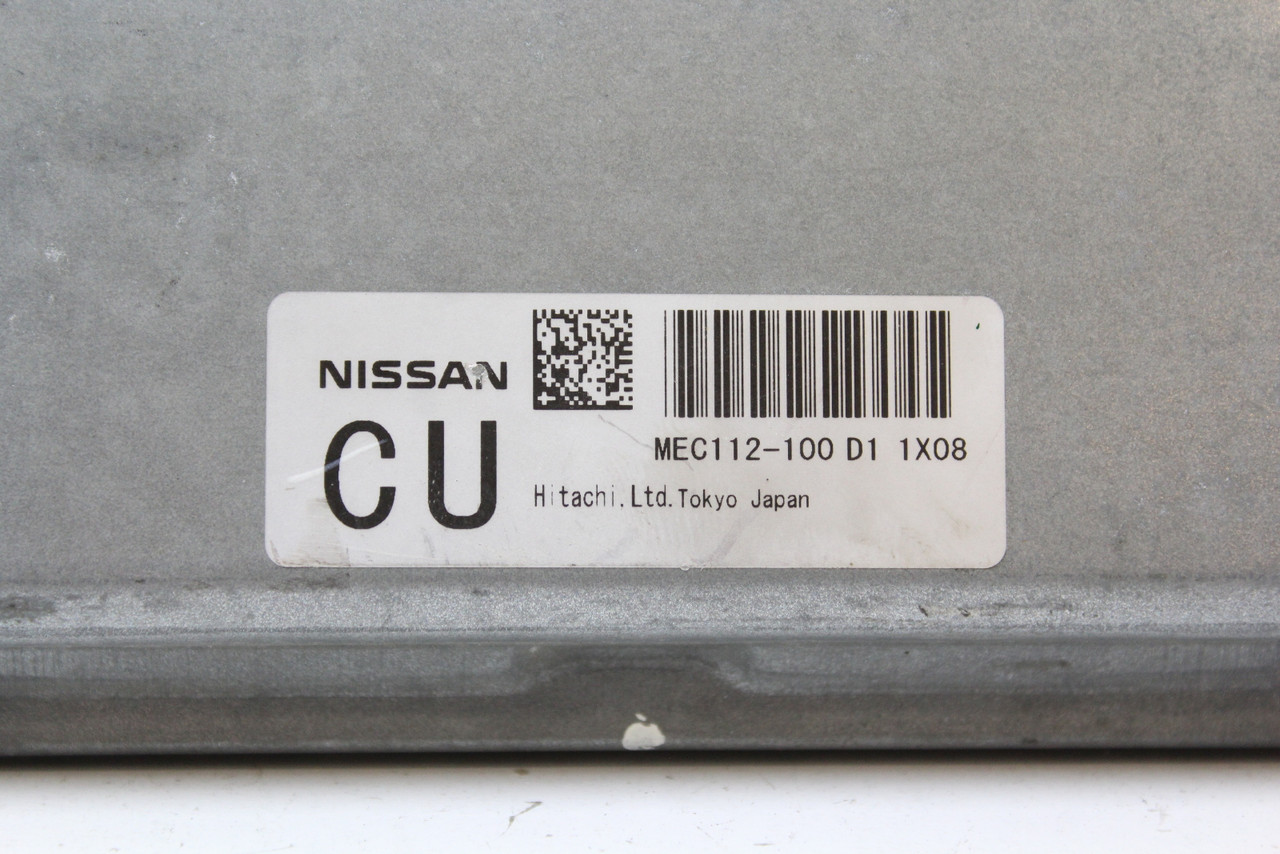 NISSAN
CU
MEC112-100 D1 1X08
Hitachi,Ltd.Tokyo Japan